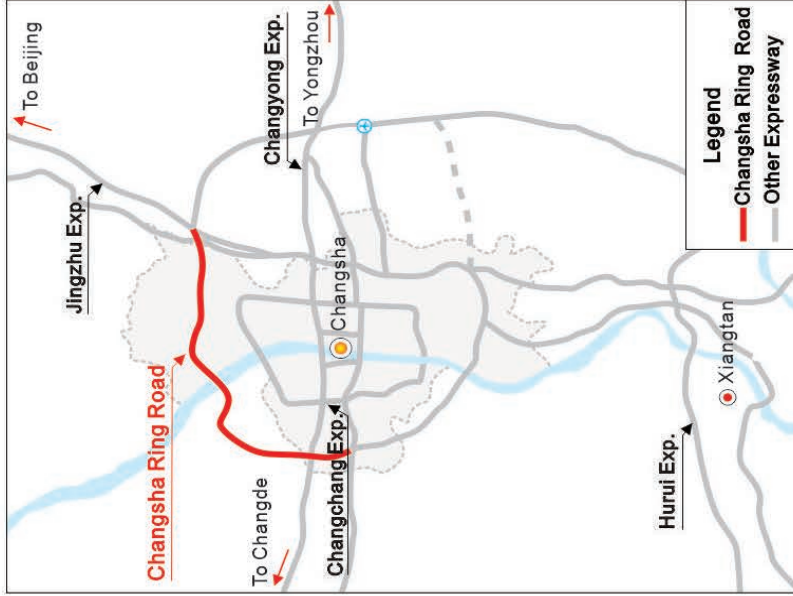 To Beijing
Jingzhu Exp.
Changyong Exp.
To Yongzhou
Changsha Ring Road
Changsha
To Changde
Changchang Exp.
Hurui Exp.
Xiangtan
Legend
Changsha Ring Road
Other Expressway